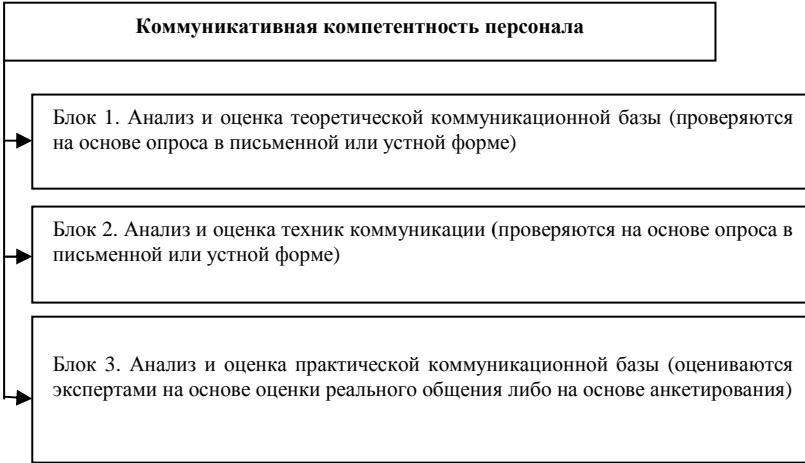 Коммуникативная компетентность персонала
Блок 1. Анализ и оценка теоретической коммуникационной базы (проверяются
на основе опроса в письменной или устной форме)
Блок 2. Анализ и оценка техник коммуникации (проверяются на основе опроса в
письменной или устной форме)
Блок 3. Анализ и оценка практической коммуникационной базы (оцениваются
экспертами на основе оценки реального общения либо на основе анкетирования)